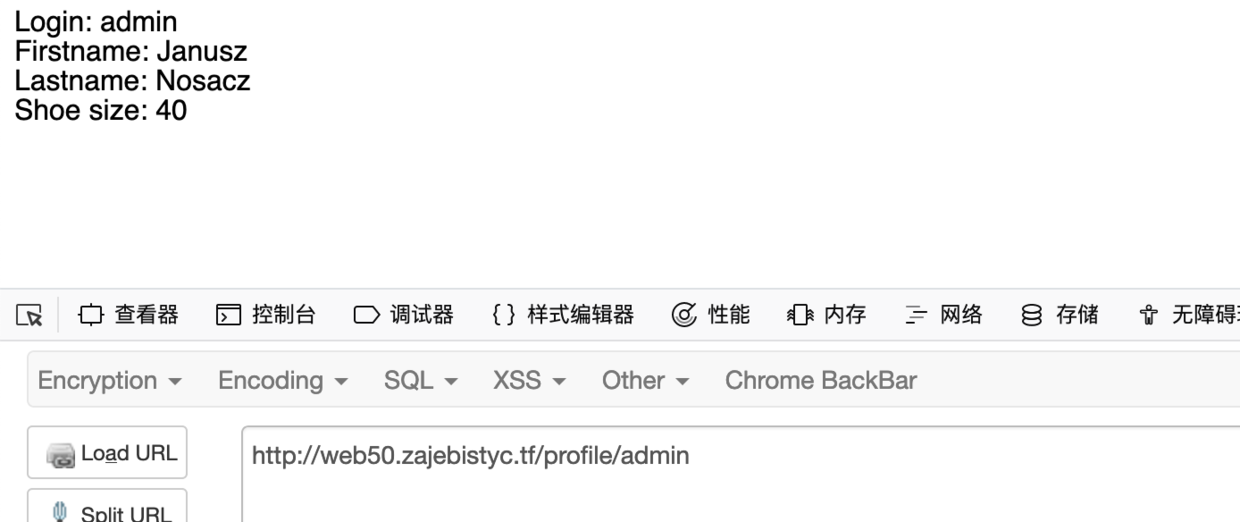 Login: admin
Firstname: Janusz
Lastname: Nosacz
Shoe size: 40
查看器 控制台 调试器 样式编辑器 性能 内存 网络 存储 无障碍
Encryption Encoding SQL XSS Other Chrome BackBar
Load URL http://web50.zajebistyc.tf/profile/admin
Split URL